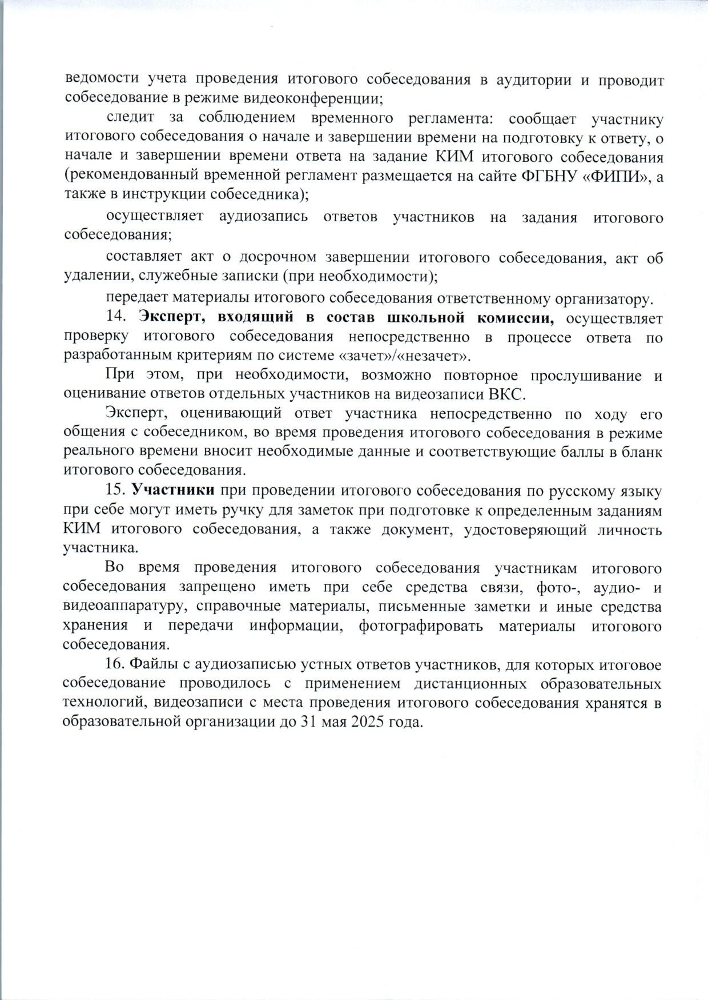 ведомости учета проведения итогового собеседования в аудитории и проводит
собеседование в режиме видеоконференции;
следит за соблюдением временного регламента: сообщает участнику
итогового собеседования о начале и завершении времени на подготовку к ответу, о
начале и завершении времени ответа на задание КИМ итогового собеседования
(рекомендованный временной регламент размещается на сайте ФГБНУ «ФИПИ», а
также в инструкции собеседника);
осуществляет аудиозапись ответов участников на задания итогового
собеседования;
составляет акт о досрочном завершении итогового собеседования, акт об
удалении, служебные записки (при необходимости);
передает материалы итогового собеседования ответственному организатору.
14. Эксперт, входящий в состав школьной комиссии, осуществляет
проверку итогового собеседования непосредственно в процессе ответа по
разработанным критериям по системе «зачет»/«незачет».
При этом, при необходимости, возможно повторное прослушивание и
оценивание ответов отдельных участников на видеозаписи ВКС.
Эксперт, оценивающий ответ участника непосредственно по ходу его
общения с собеседником, во время проведения итогового собеседования в режиме
реального времени вносит необходимые данные и соответствующие баллы в бланк
итогового собеседования.
15. Участники при проведении итогового собеседования по русскому языку
при себе могут иметь ручку для заметок при подготовке к определенным заданиям
КИМ итогового собеседования, а также документ, удостоверяющий личность
участника.
Во время проведения итогового собеседования участникам итогового
собеседования запрещено иметь при себе средства связи, фото-, аудио- и
видеоаппаратуру, справочные материалы, письменные заметки и иные средства
хранения и передачи информации, фотографировать материалы итогового
собеседования.
16. Файлы с аудиозаписью устных ответов участников, для которых итоговое
собеседование проводилось с применением дистанционных образовательных
технологий, видеозаписи с места проведения итогового собеседования хранятся в
образовательной организации до 31 мая 2025 года.